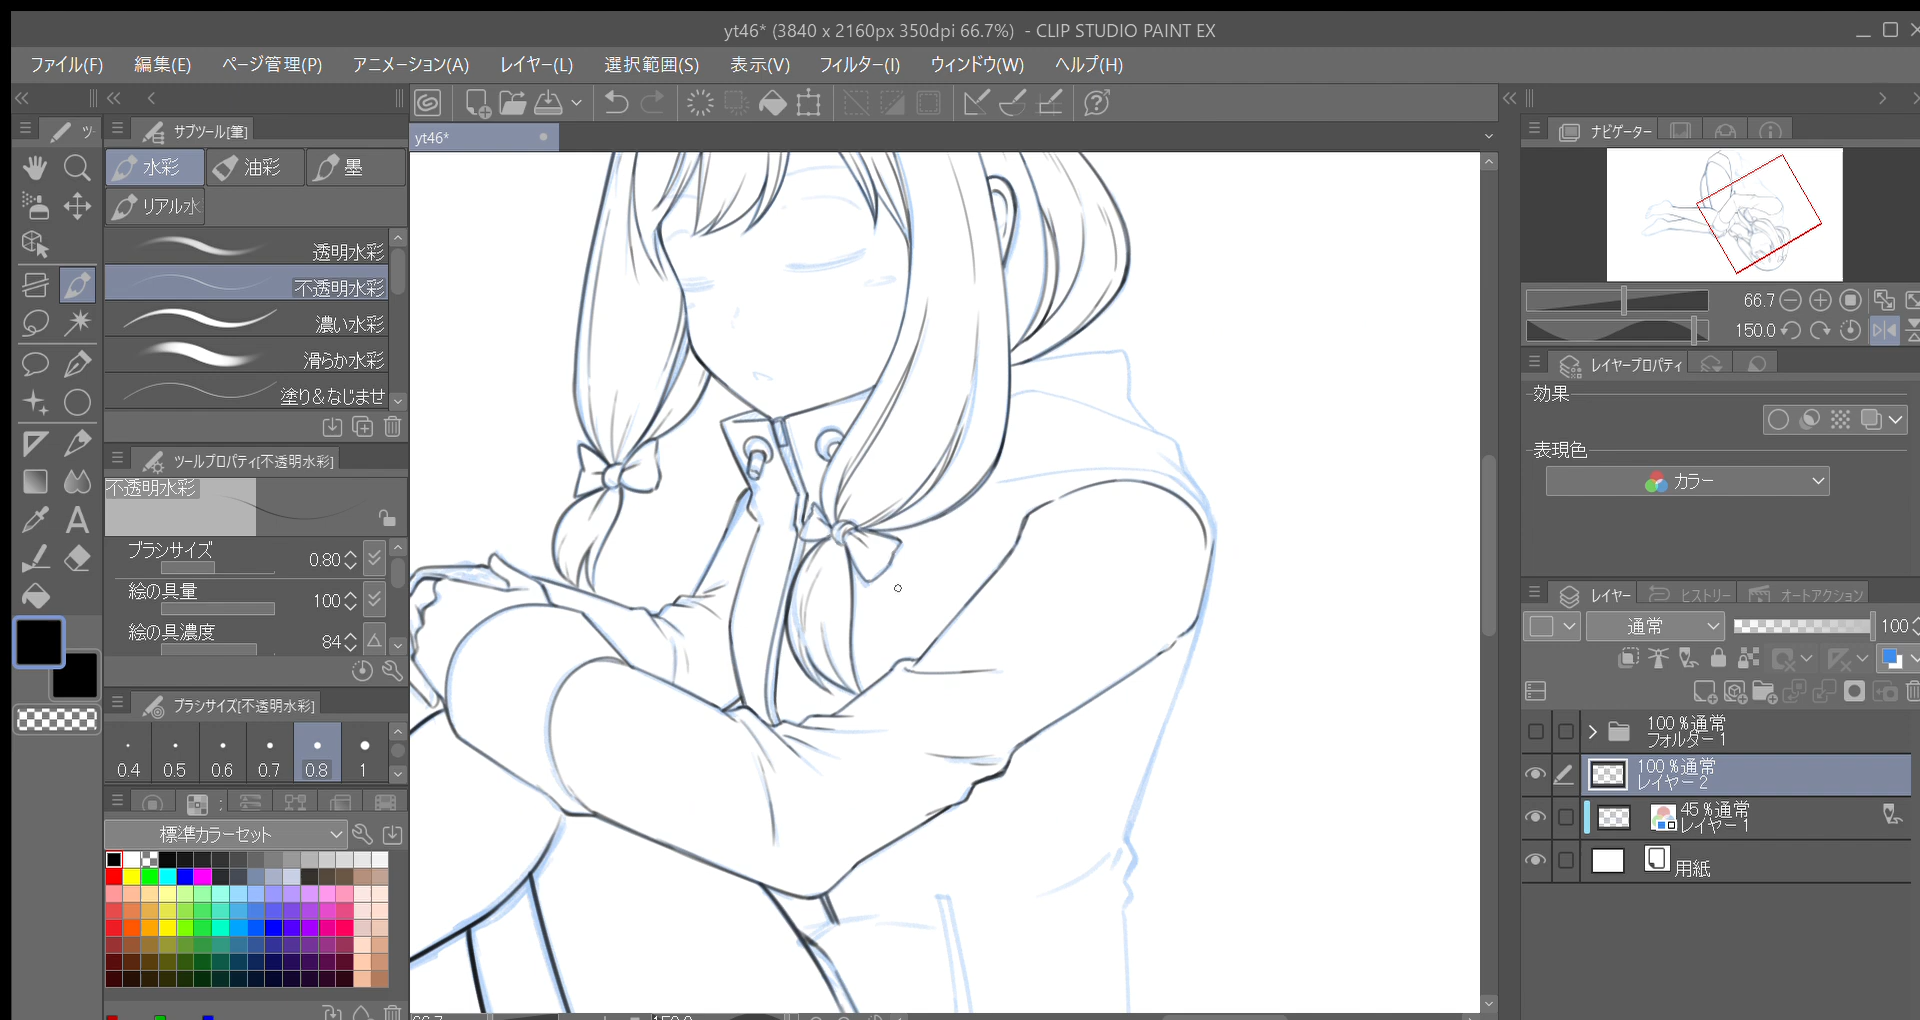 yt46* (3840 x 2160px 350dpi 66.7%) - CLIP STUDIO PAINT EX
ファイル(F) 編集(E) ページ管理(P) アニメーション(A) レイヤー(L) 選択範囲(S) 表示(V) フィルター(I) ウィンドウ(W) ヘルプ(H)
ツ
サブツール[筆]
水彩
油彩
墨
リアル水
透明水彩
不透明水彩
濃い水彩
滑らか水彩
塗り&なじませ
ツールプロパティ[不透明水彩]
不透明水彩
ブラシサイズ 0.80
絵の具量 100
絵の具濃度 84
ブラシサイズ[不透明水彩]
0.4 0.5 0.6 0.7 0.8 1
標準カラーセット
yt46*
ナビゲーター
66.7
150.0
レイヤープロパティ
効果
表現色
カラー
レイヤー ヒストリー オートアクション
通常 100
100 %通常
フォルダー 1
100 %通常
レイヤー 2
45 %通常
レイヤー 1
用紙